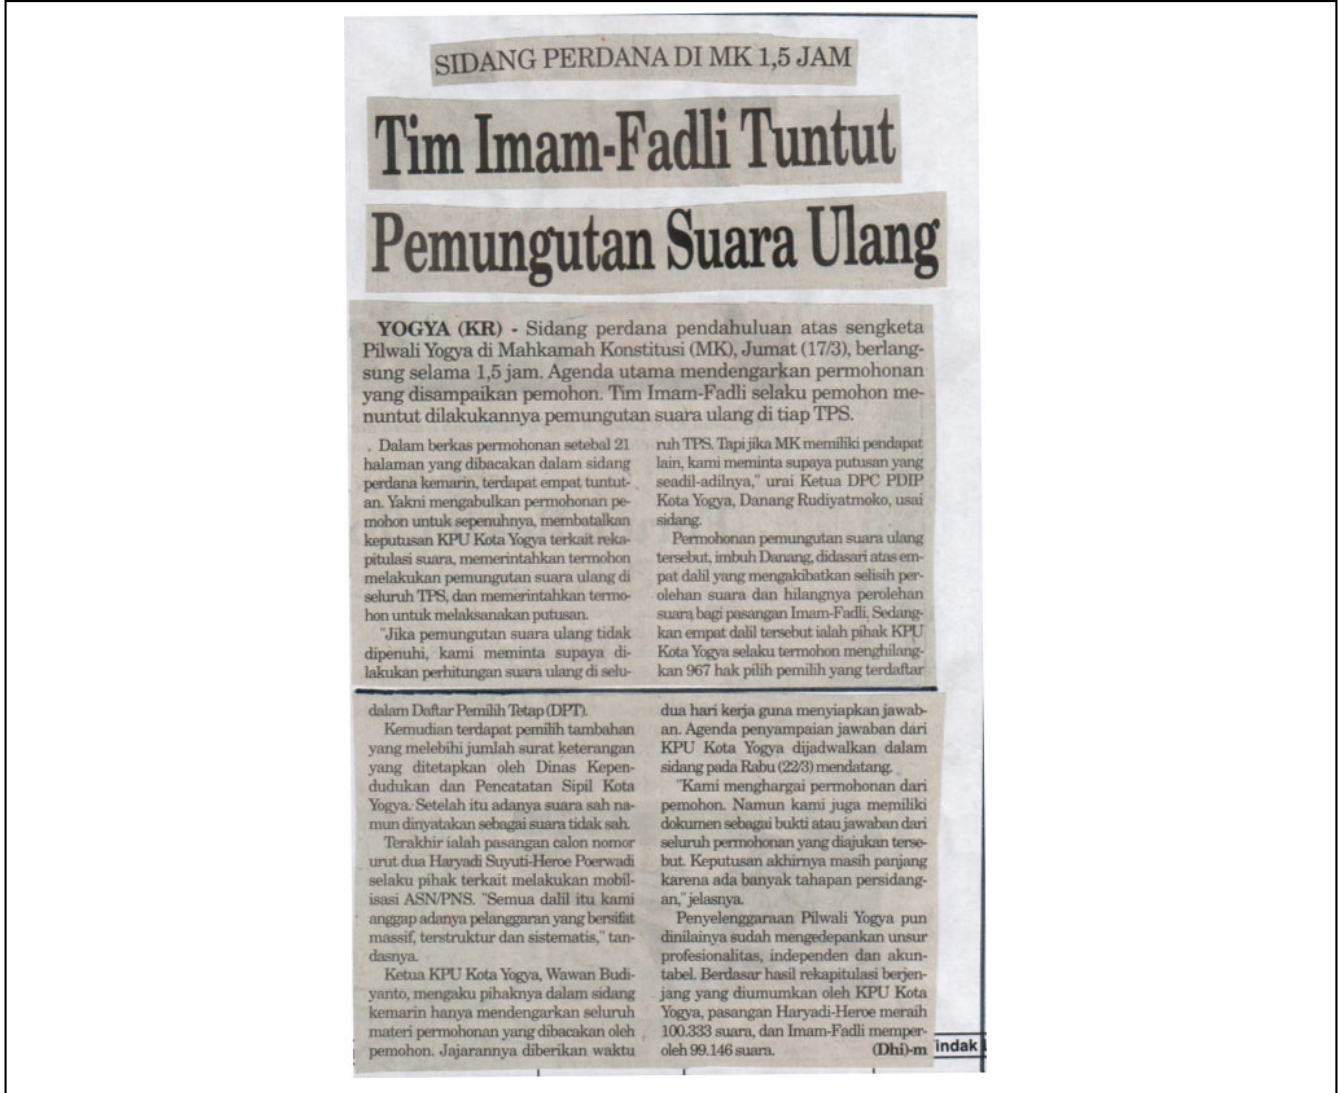 SIDANG PERDANA DI MK 1,5 JAM
Tim Imam-Fadli Tuntut
Pemungutan Suara Ulang
YOGYA (KR) - Sidang perdana pendahuluan atas sengketa
Pilwali Yogya di Mahkamah Konstitusi (MK), Jumat (17/3), berlang-
sung selama 1,5 jam. Agenda utama mendengarkan permohonan
yang disampaikan pemohon. Tim Imam-Fadli selaku pemohon me-
nuntut dilakukannya pemungutan suara ulang di tiap TPS.
Dalam berkas permohonan setebal 21
halaman yang dibacakan dalam sidang
perdana kemarin, terdapat empat tuntut-
an. Yakni mengabulkan permohonan pe-
mohon untuk sepenuhnya, membatalkan
keputusan KPU Kota Yogya terkait reka-
pitulasi suara, memerintahkan termohon
melakukan pemungutan suara ulang di
seluruh TPS, dan memerintahkan termo-
hon untuk melaksanakan putusan.
"Jika pemungutan suara ulang tidak
dipenuhi, kami meminta supaya di-
lakukan perhitungan suara ulang di selu-
ruh TPS. Tapi jika MK memiliki pendapat
lain, kami meminta supaya putusan yang
seadil-adilnya," urai Ketua DPC PDIP
Kota Yogya, Danang Rudiyatmoko, usai
sidang.
Permohonan pemungutan suara ulang
tersebut, imbuh Danang, didasari atas em-
pat dalil yang mengakibatkan selisih per-
olehan suara dan hilangnya perolehan
suara bagi pasangan Imam-Fadli. Sedang-
kan empat dalil tersebut ialah pihak KPU
Kota Yogya selaku termohon menghilang-
kan 967 hak pilih pemilih yang terdaftar
dalam Daftar Pemilih Tetap (DPT).
Kemudian terdapat pemilih tambahan
yang melebihi jumlah surat keterangan
yang ditetapkan oleh Dinas Kepen-
dudukan dan Pencatatan Sipil Kota
Yogya. Setelah itu adanya suara sah na-
mun dinyatakan sebagai suara tidak sah.
Terakhir ialah pasangan calon nomor
urut dua Haryadi Suyuti-Heroe Poerwadi
selaku pihak terkait melakukan mobil-
isasi ASN/PNS. "Semua dalil itu kami
anggap adanya pelanggaran yang bersifat
massif, terstruktur dan sistematis," tan-
dasnya.
Ketua KPU Kota Yogya, Wawan Budi-
yanto, mengaku pihaknya dalam sidang
kemarin hanya mendengarkan seluruh
materi permohonan yang dibacakan oleh
pemohon. Jajarannya diberikan waktu
dua hari kerja guna menyiapkan jawab-
an. Agenda penyampaian jawaban dari
KPU Kota Yogya dijadwalkan dalam
sidang pada Rabu (22/3) mendatang.
"Kami menghargai permohonan dari
pemohon. Namun kami juga memiliki
dokumen sebagai bukti atau jawaban dari
seluruh permohonan yang diajukan terse-
but. Keputusan akhirnya masih panjang
karena ada banyak tahapan persidang-
an," jelasnya.
Penyelenggaraan Pilwali Yogya pun
dinilainya sudah mengedepankan unsur
profesionalitas, independen dan akun-
tabel. Berdasar hasil rekapitulasi berjen-
jang yang diumumkan oleh KPU Kota
Yogya, pasangan Haryadi-Heroe meraih
100.333 suara, dan Imam-Fadli memper-
oleh 99.146 suara. (Dhi)-m